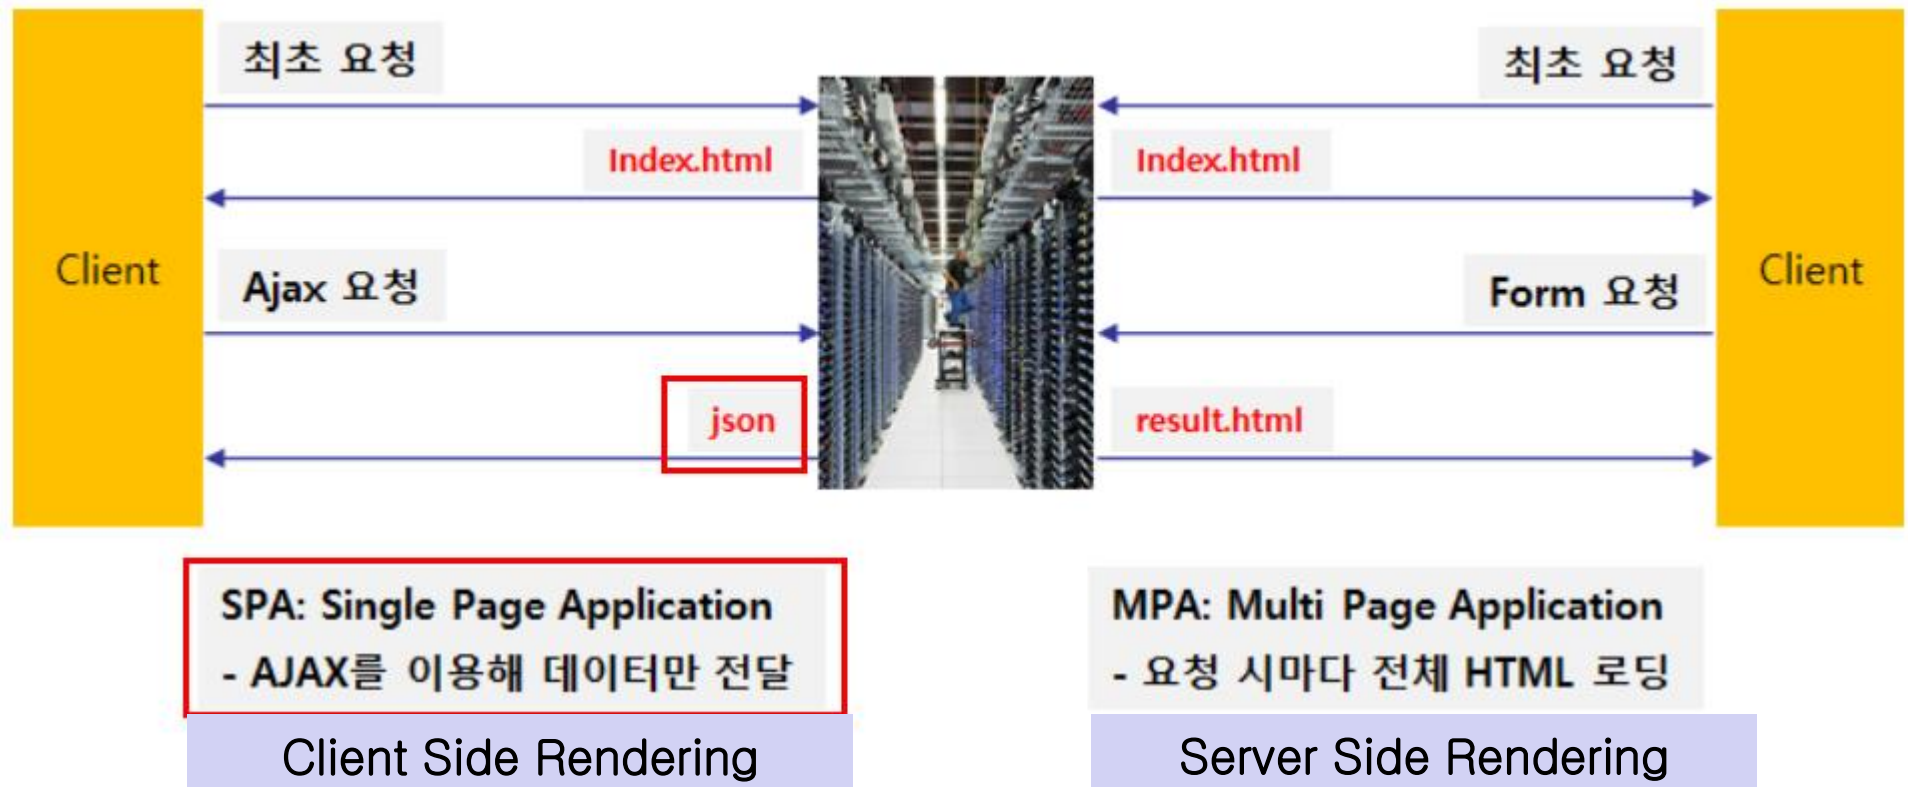 최초 요청
최초 요청
Index.html
Index.html
Client
Client
Ajax 요청
Form 요청
json
result.html
SPA: Single Page Application
- AJAX를 이용해 데이터만 전달
Client Side Rendering
MPA: Multi Page Application
- 요청 시마다 전체 HTML 로딩
Server Side Rendering